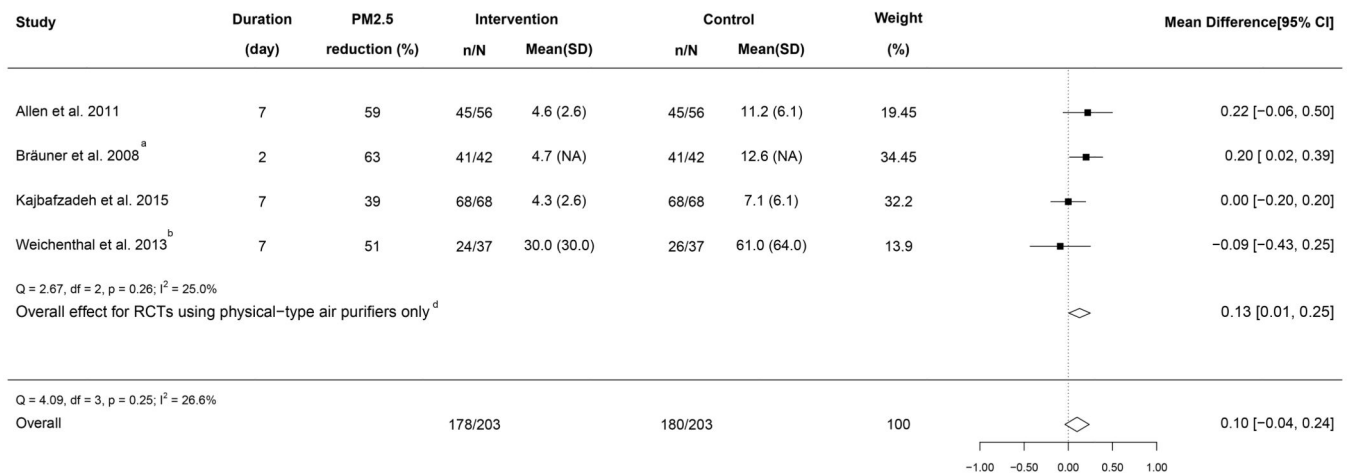 Study Duration (day) PM2.5 reduction (%) Intervention n/N Mean(SD) Control n/N Mean(SD) Weight (%) Mean Difference[95% CI]
Allen et al. 2011 7 59 45/56 4.6 (2.6) 45/56 11.2 (6.1) 19.45 0.22 [−0.06, 0.50]
Bräuner et al. 2008 a 2 63 41/42 4.7 (NA) 41/42 12.6 (NA) 34.45 0.20 [ 0.02, 0.39]
Kajbafzadeh et al. 2015 7 39 68/68 4.3 (2.6) 68/68 7.1 (6.1) 32.2 0.00 [−0.20, 0.20]
Weichenthal et al. 2013 b 7 51 24/37 30.0 (30.0) 26/37 61.0 (64.0) 13.9 −0.09 [−0.43, 0.25]
Q = 2.67, df = 2, p = 0.26; I² = 25.0%
Overall effect for RCTs using physical−type air purifiers only d 0.13 [0.01, 0.25]
Q = 4.09, df = 3, p = 0.25; I² = 26.6%
Overall 178/203 180/203 100 0.10 [−0.04, 0.24]
−1.00 −0.50 0.00 0.50 1.00